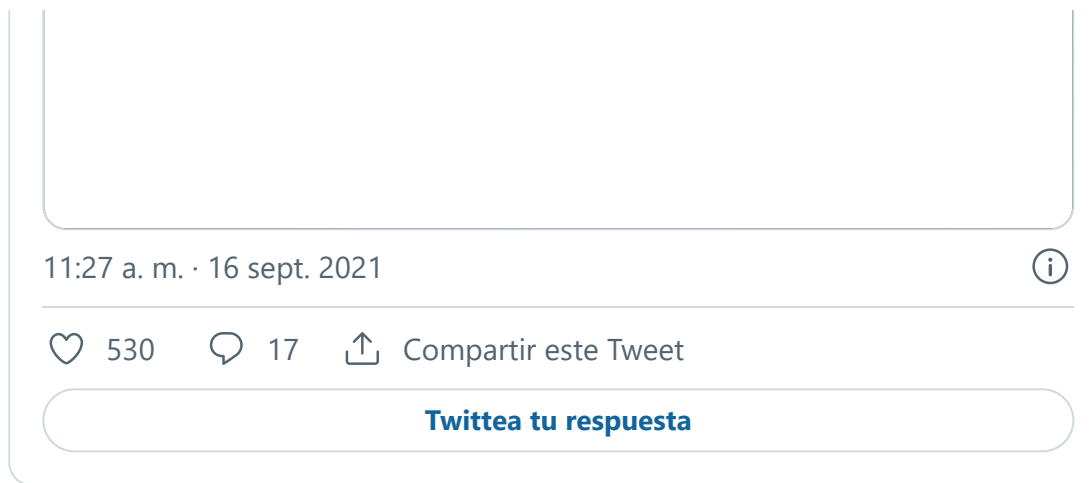 11:27 a. m. · 16 sept. 2021
530 17 Compartir este Tweet
Twittea tu respuesta